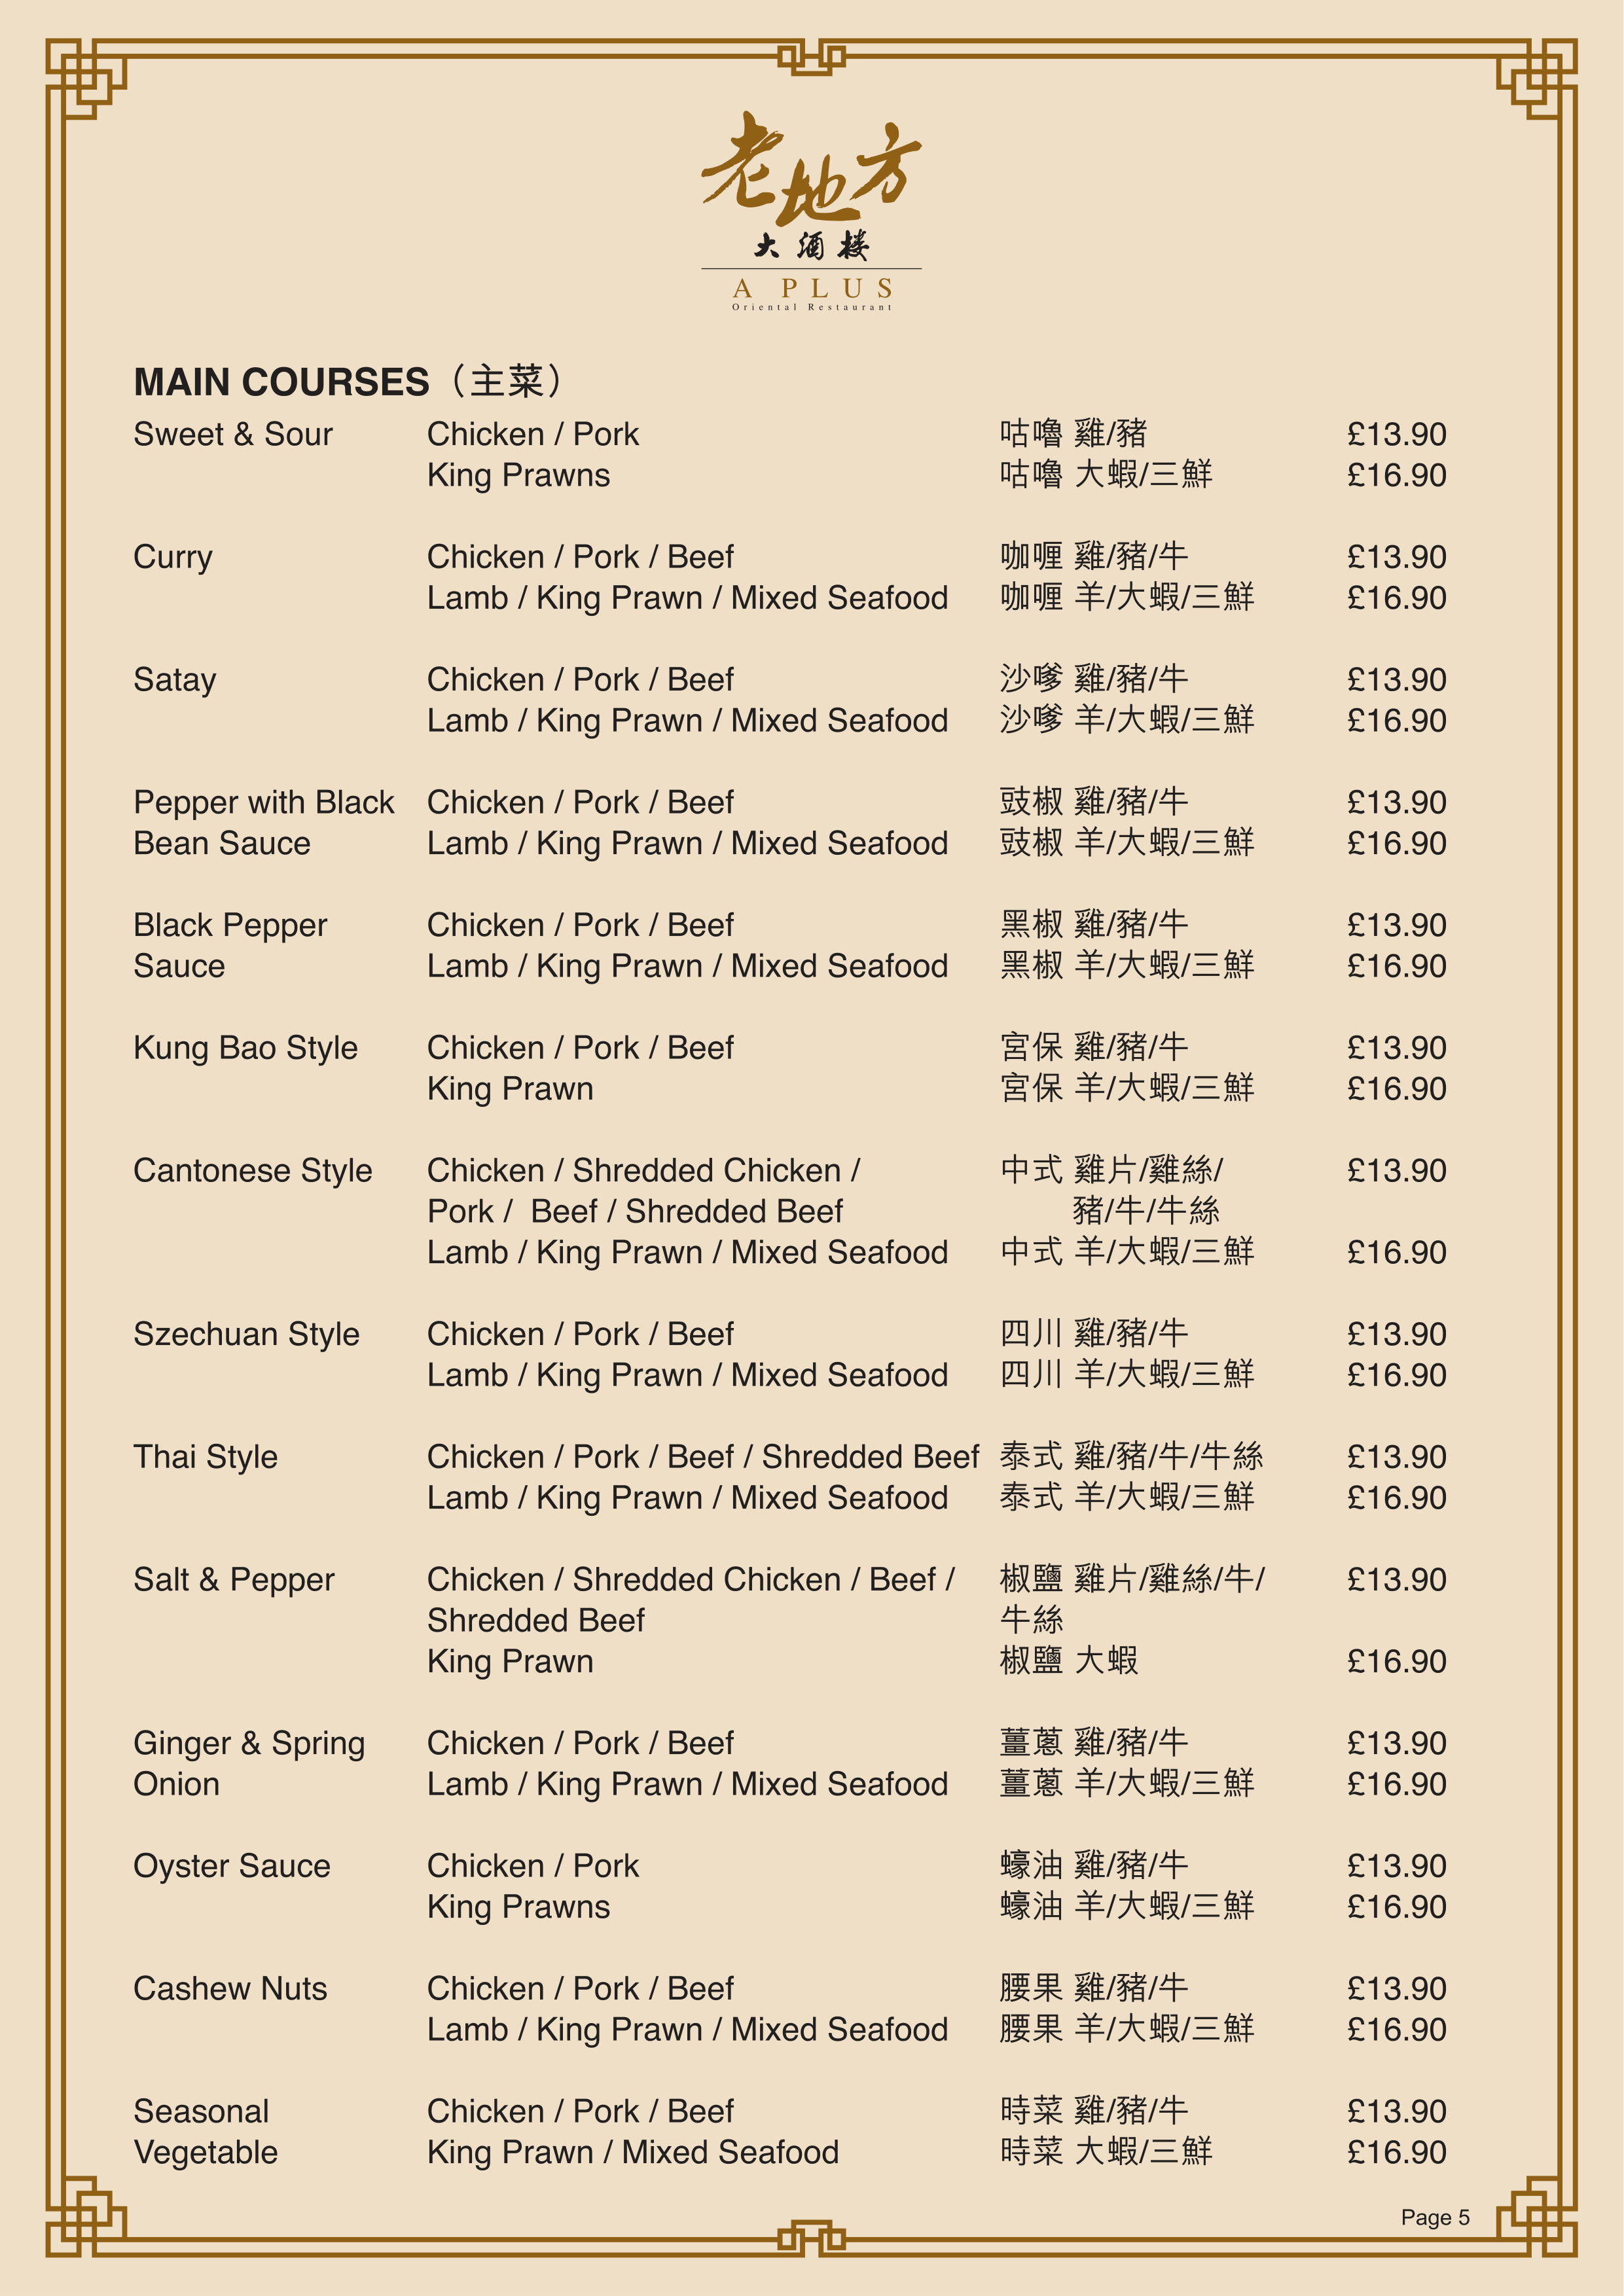 老地方
大酒楼
A PLUS
Oriental Restaurant
MAIN COURSES（主菜）
Sweet & Sour Chicken / Pork 咕嚕 雞/豬 £13.90
King Prawns 咕嚕 大蝦/三鮮 £16.90
Curry Chicken / Pork / Beef 咖喱 雞/豬/牛 £13.90
Lamb / King Prawn / Mixed Seafood 咖喱 羊/大蝦/三鮮 £16.90
Satay Chicken / Pork / Beef 沙嗲 雞/豬/牛 £13.90
Lamb / King Prawn / Mixed Seafood 沙嗲 羊/大蝦/三鮮 £16.90
Pepper with Black Chicken / Pork / Beef 豉椒 雞/豬/牛 £13.90
Bean Sauce Lamb / King Prawn / Mixed Seafood 豉椒 羊/大蝦/三鮮 £16.90
Black Pepper Chicken / Pork / Beef 黑椒 雞/豬/牛 £13.90
Sauce Lamb / King Prawn / Mixed Seafood 黑椒 羊/大蝦/三鮮 £16.90
Kung Bao Style Chicken / Pork / Beef 宮保 雞/豬/牛 £13.90
King Prawn 宮保 羊/大蝦/三鮮 £16.90
Cantonese Style Chicken / Shredded Chicken / 中式 雞片/雞絲/ £13.90
Pork / Beef / Shredded Beef 豬/牛/牛絲
Lamb / King Prawn / Mixed Seafood 中式 羊/大蝦/三鮮 £16.90
Szechuan Style Chicken / Pork / Beef 四川 雞/豬/牛 £13.90
Lamb / King Prawn / Mixed Seafood 四川 羊/大蝦/三鮮 £16.90
Thai Style Chicken / Pork / Beef / Shredded Beef 泰式 雞/豬/牛/牛絲 £13.90
Lamb / King Prawn / Mixed Seafood 泰式 羊/大蝦/三鮮 £16.90
Salt & Pepper Chicken / Shredded Chicken / Beef / 椒鹽 雞片/雞絲/牛/ £13.90
Shredded Beef 牛絲
King Prawn 椒鹽 大蝦 £16.90
Ginger & Spring Chicken / Pork / Beef 薑蔥 雞/豬/牛 £13.90
Onion Lamb / King Prawn / Mixed Seafood 薑蔥 羊/大蝦/三鮮 £16.90
Oyster Sauce Chicken / Pork 蠔油 雞/豬/牛 £13.90
King Prawns 蠔油 羊/大蝦/三鮮 £16.90
Cashew Nuts Chicken / Pork / Beef 腰果 雞/豬/牛 £13.90
Lamb / King Prawn / Mixed Seafood 腰果 羊/大蝦/三鮮 £16.90
Seasonal Chicken / Pork / Beef 時菜 雞/豬/牛 £13.90
Vegetable King Prawn / Mixed Seafood 時菜 大蝦/三鮮 £16.90
Page 5